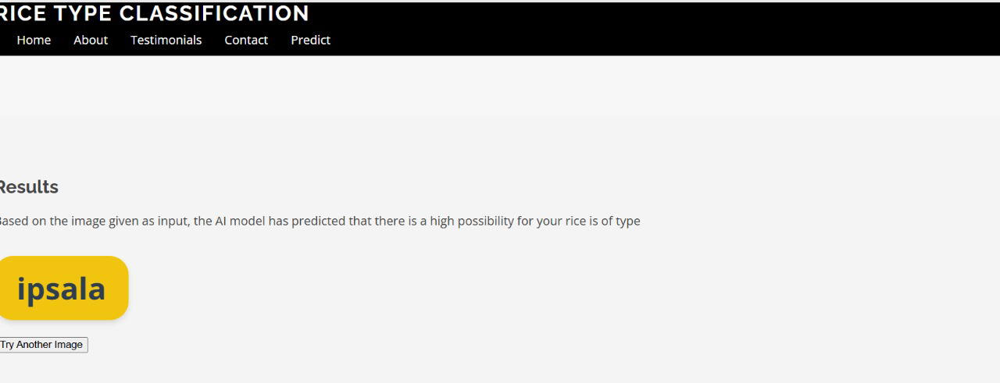 RICE TYPE CLASSIFICATION
Home About Testimonials Contact Predict
Results
Based on the image given as input, the AI model has predicted that there is a high possibility for your rice is of type
ipsala
Try Another Image